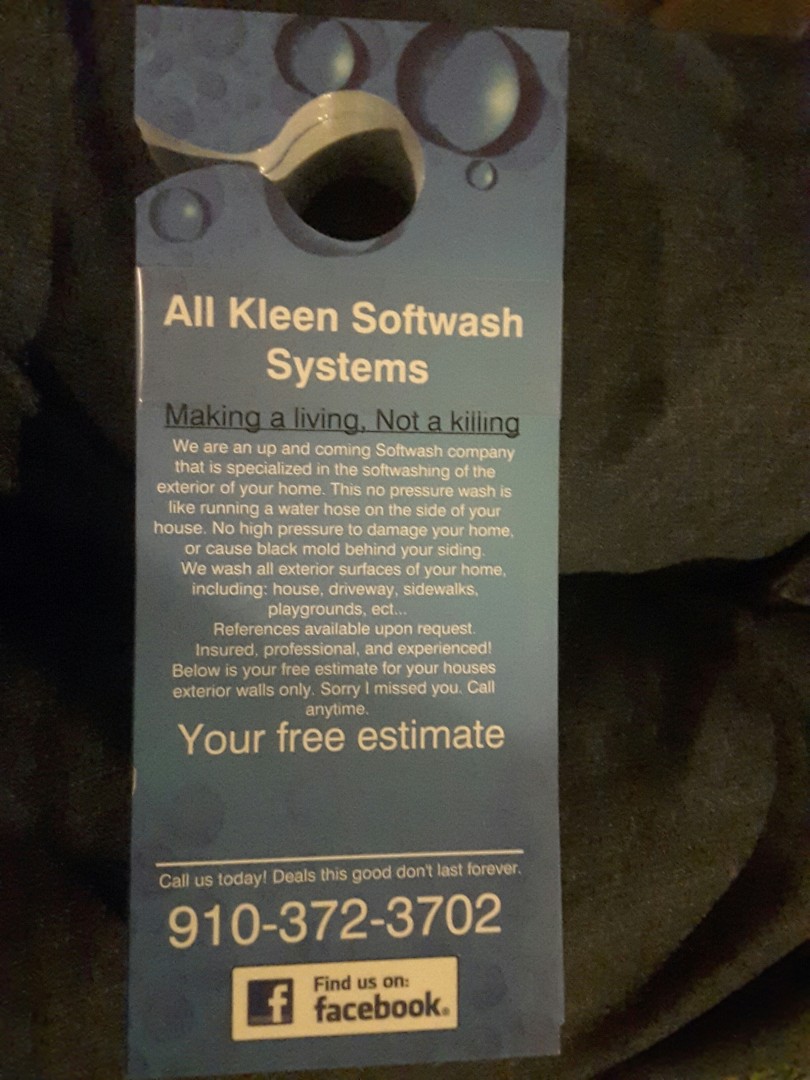 All Kleen Softwash
Systems
Making a living, Not a killing
We are an up and coming Softwash company
that is specialized in the softwashing of the
exterior of your home. This no pressure wash is
like running a water hose on the side of your
house. No high pressure to damage your home,
or cause black mold behind your siding.
We wash all exterior surfaces of your home,
including: house, driveway, sidewalks,
playgrounds, ect...
References available upon request.
Insured, professional, and experienced!
Below is your free estimate for your houses
exterior walls only. Sorry I missed you. Call
anytime.
Your free estimate
Call us today! Deals this good don't last forever.
910-372-3702
f
Find us on:
facebook®